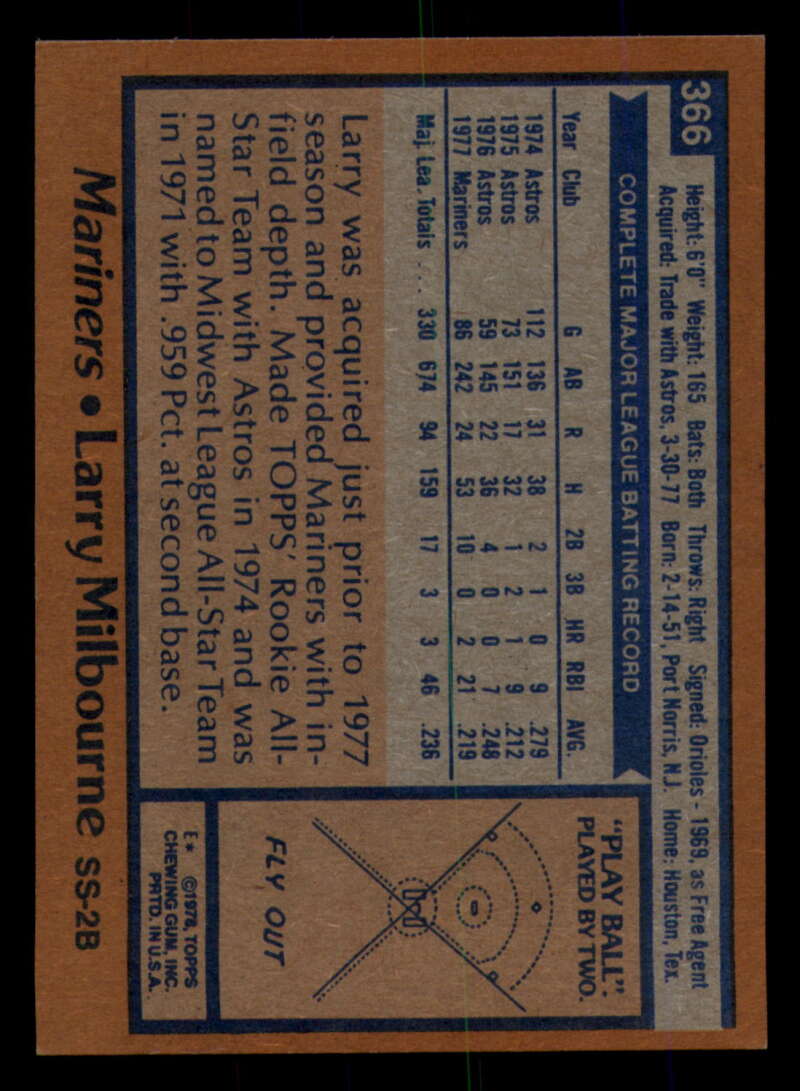 366
Height: 6'0" Weight: 165 Bats: Both Throws: Right Signed: Orioles - 1969, as Free Agent
Acquired: Trade with Astros, 3-30-77 Born: 2-14-51, Port Norris, N.J. Home: Houston, Tex.
COMPLETE MAJOR LEAGUE BATTING RECORD
Year Club G AB R H 2B 3B HR RBI AVG.
1974 Astros 112 136 31 38 2 1 0 9 .279
1975 Astros 73 151 17 32 1 2 1 9 .212
1976 Astros 59 145 22 36 4 0 0 7 .248
1977 Mariners 86 242 24 53 10 0 2 21 .219
Maj. Lea. Totals . . . 330 674 94 159 17 3 3 46 .236
Larry was acquired just prior to 1977
season and provided Mariners with in-
field depth. Made TOPPS' Rookie All-
Star Team with Astros in 1974 and was
named to Midwest League All-Star Team
in 1971 with .959 Pct. at second base.
Mariners • Larry Milbourne SS-2B
"PLAY BALL":
PLAYED BY TWO.
FLY OUT
E* ©1978, TOPPS
CHEWING GUM, INC.
PRTD. IN U.S.A.